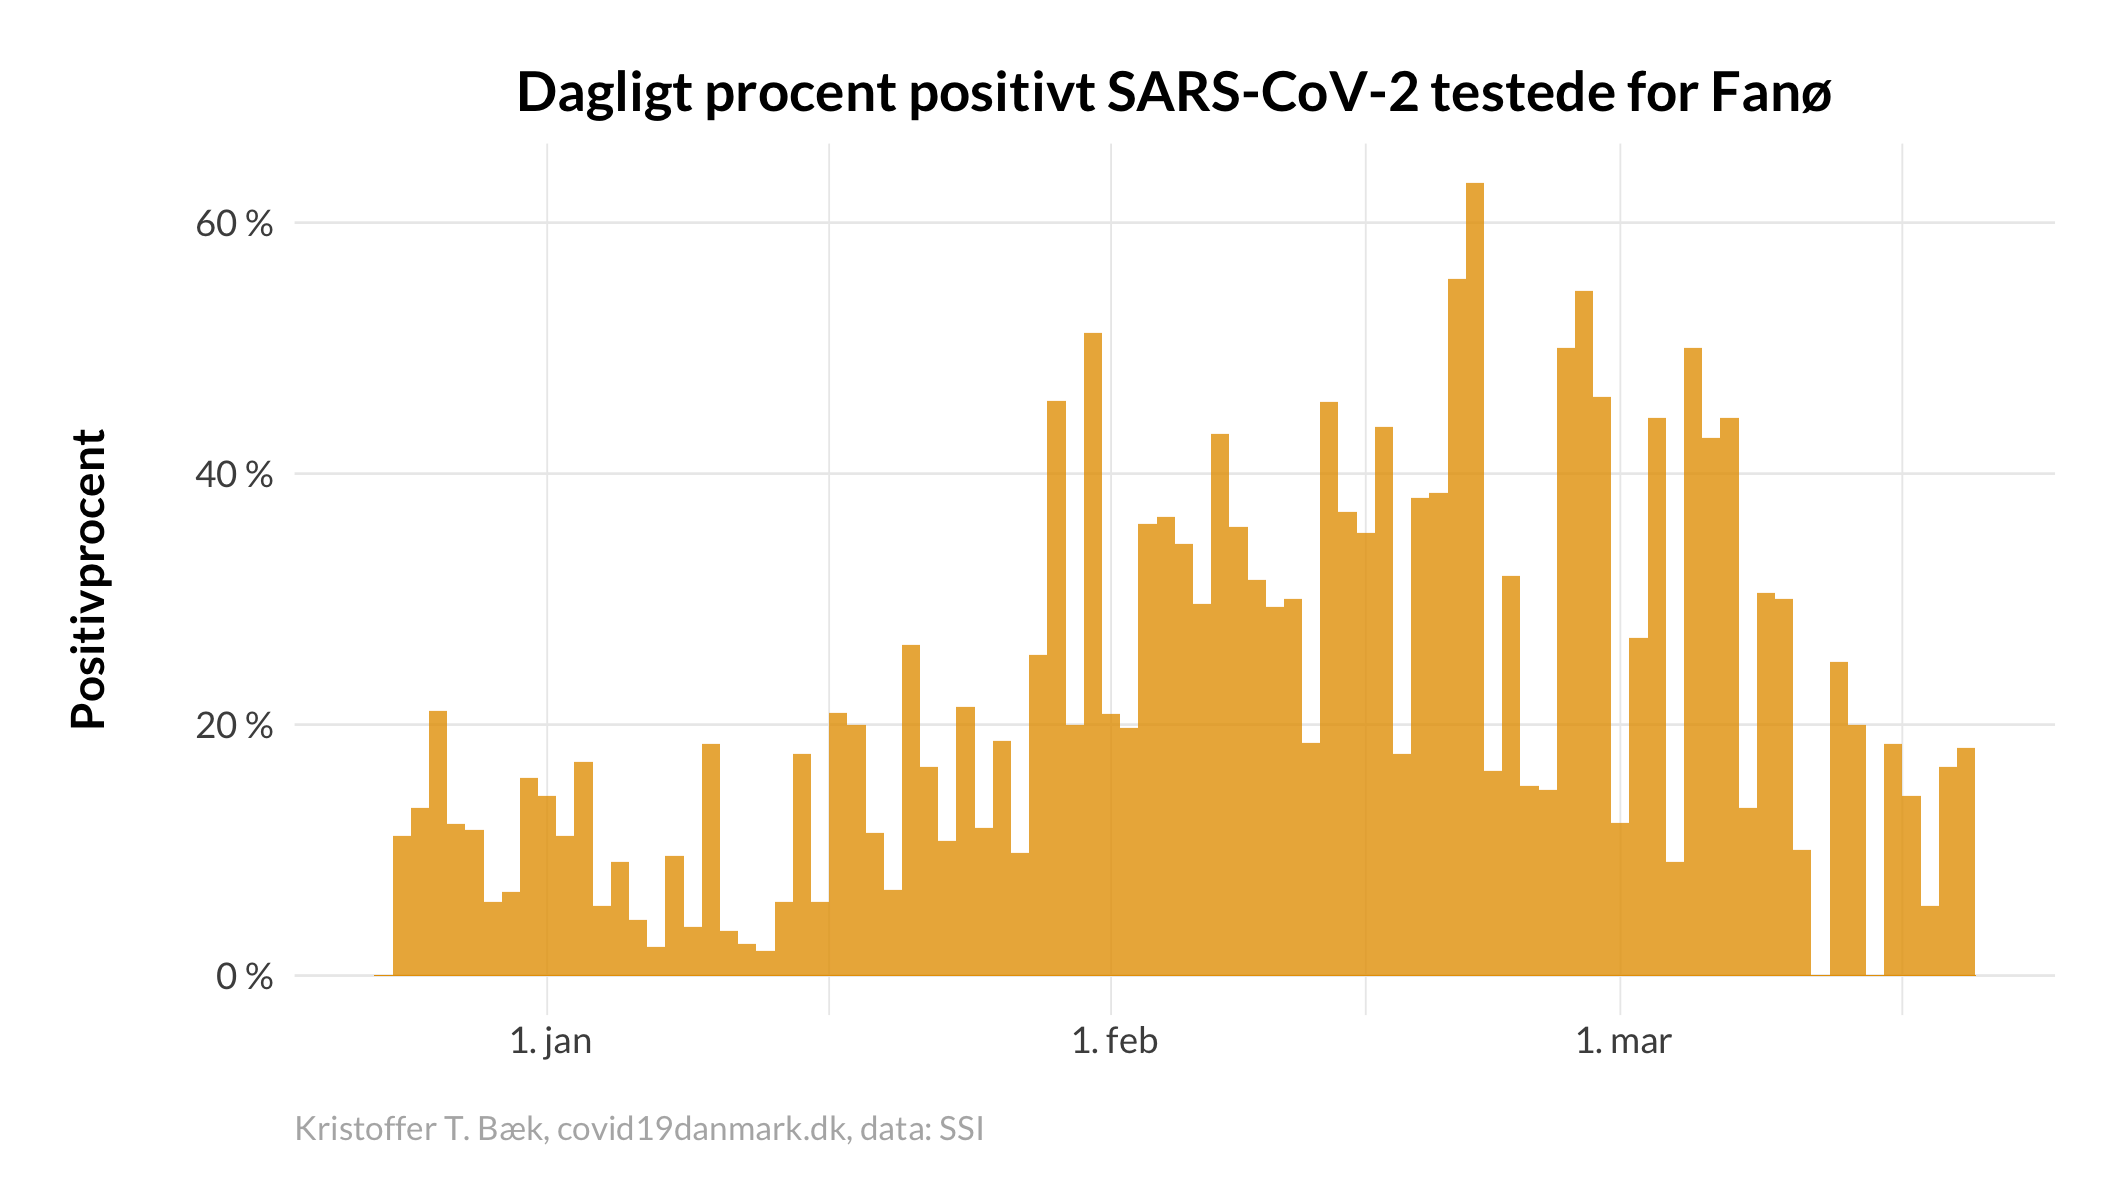 Dagligt procent positivt SARS-CoV-2 testede for Fanø
Positivprocent
60 %
40 %
20 %
0 %
1. jan
1. feb
1. mar
Kristoffer T. Bæk, covid19danmark.dk, data: SSI